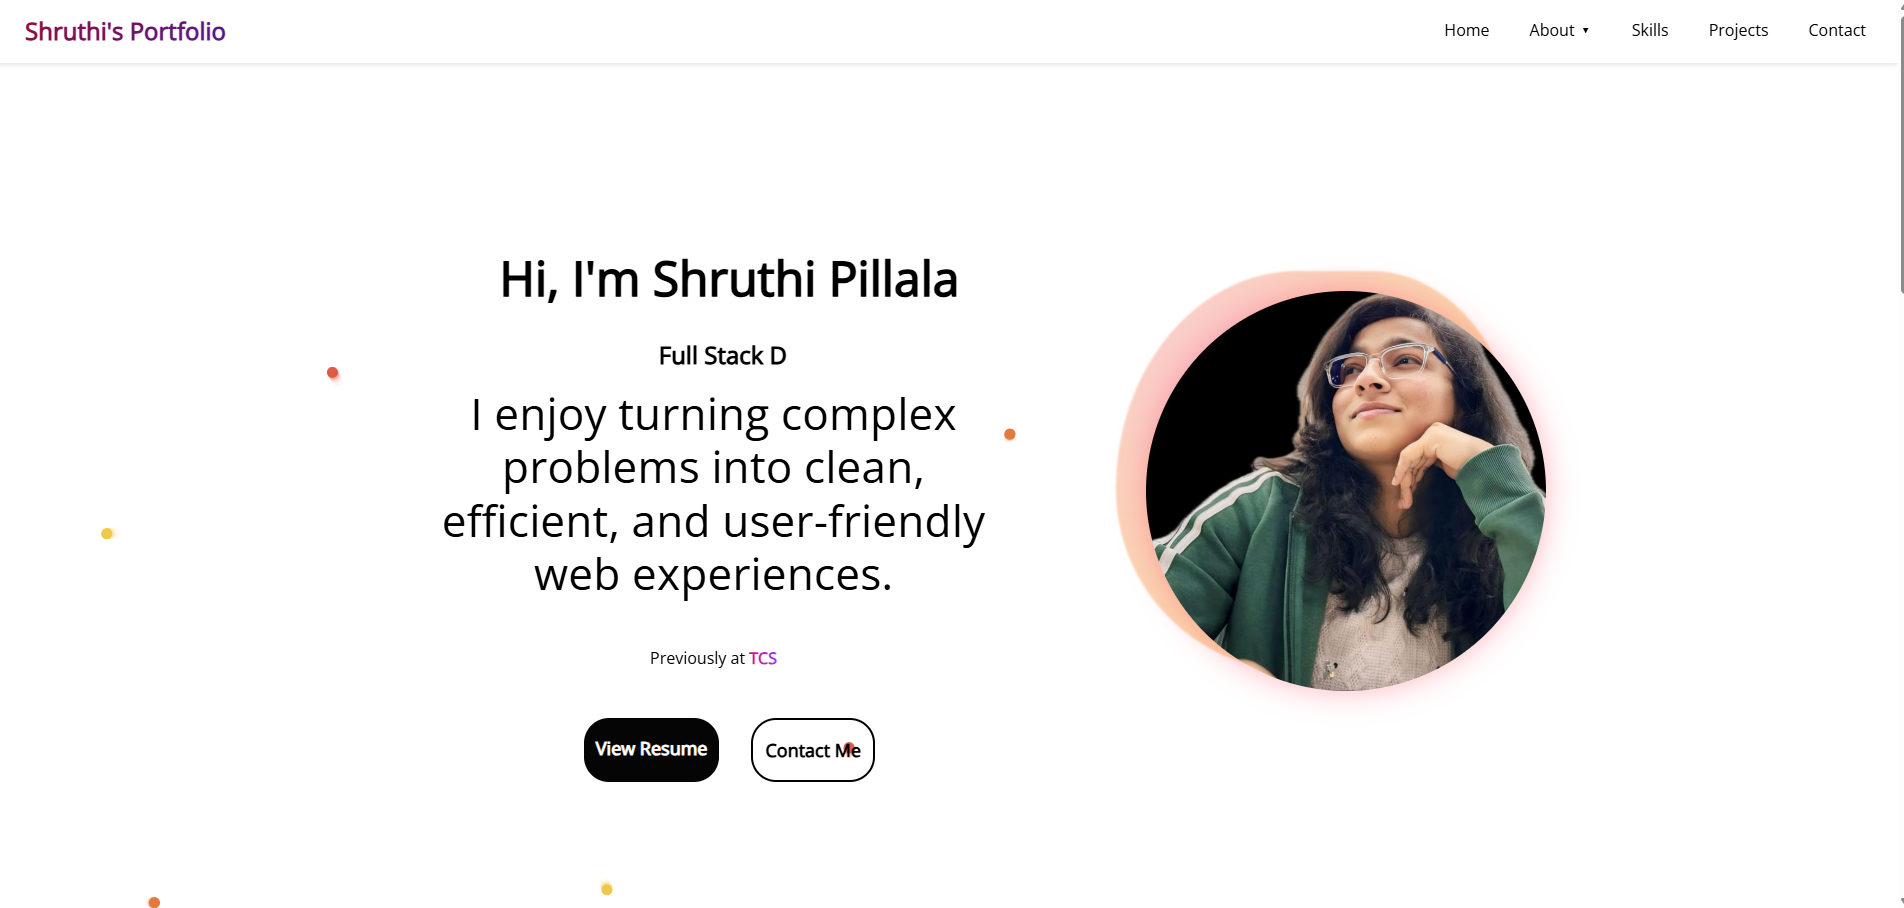 Shruthi's Portfolio
Home About ▼ Skills Projects Contact
Hi, I'm Shruthi Pillala
Full Stack D
I enjoy turning complex
problems into clean,
efficient, and user-friendly
web experiences.
Previously at TCS
View Resume
Contact Me